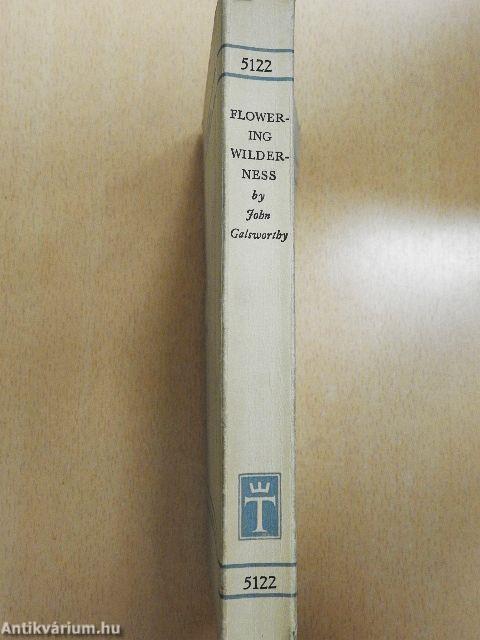 5122
FLOWER-
ING
WILDER-
NESS
by
John
Galsworthy
T
5122
Antikvárium.hu